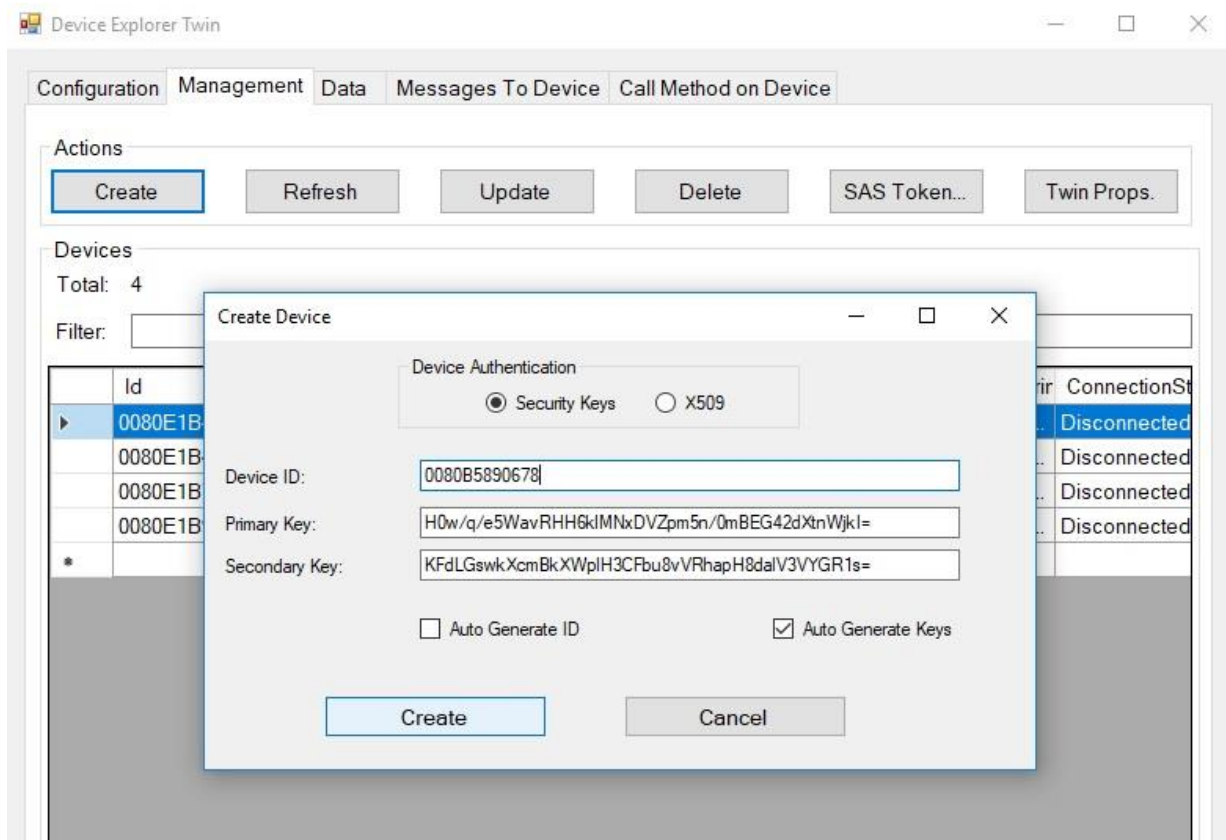 Device Explorer Twin
Configuration Management Data Messages To Device Call Method on Device
Actions
Create Refresh Update Delete SAS Token... Twin Props.
Devices
Total: 4
Filter:
Create Device
Device Authentication
Security Keys X509
Device ID: 0080B5890678
Primary Key: H0w/q/e5WavRHH6klMNxDVZpm5n/0mBEG42dXtnWjkI=
Secondary Key: KFdLGswkXcmBkXWpIH3CFbu8vVRhapH8dalV3VYGR1s=
Auto Generate ID Auto Generate Keys
Create Cancel
Id ConnectionSt
0080E1B Disconnected
0080E1B Disconnected
0080E1B Disconnected
0080E1B Disconnected